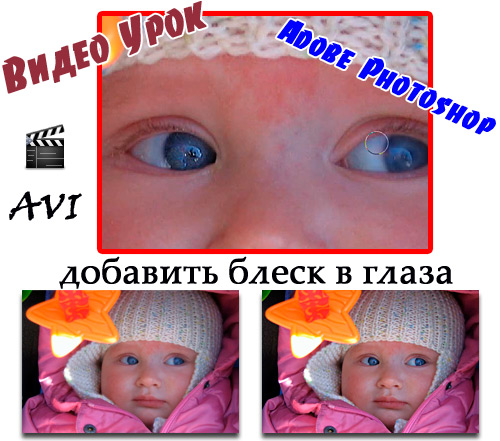 Видео Урок
Adobe Photoshop
AVI
добавить блеск в глаза